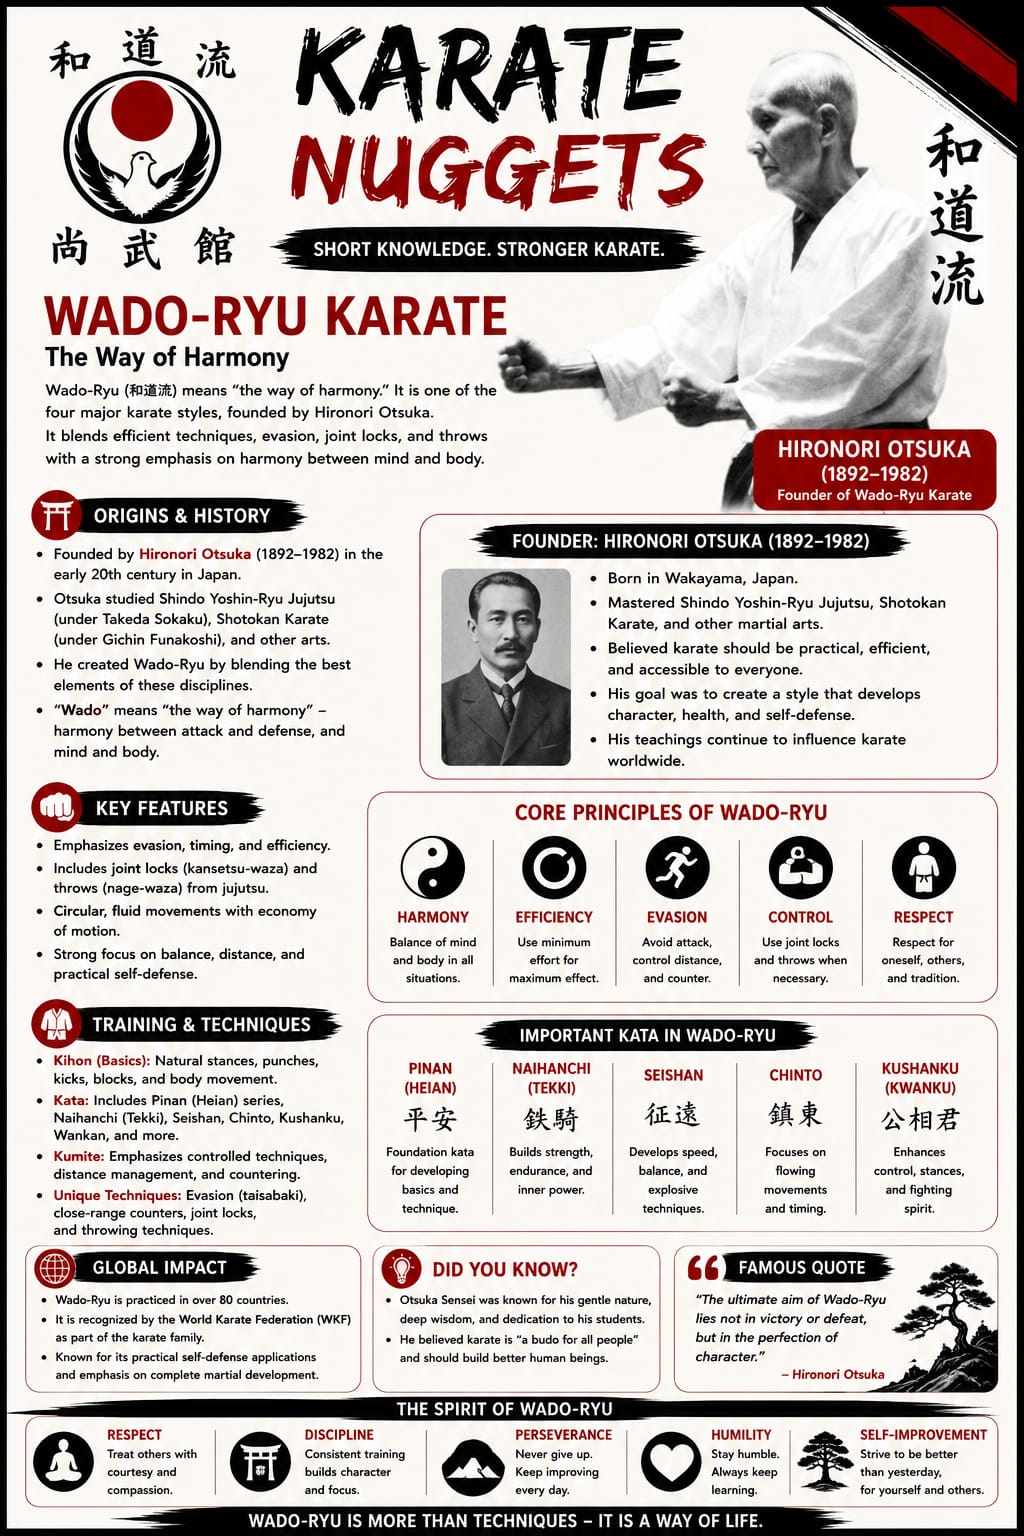 和 道 流
尚 武 館
KARATE
NUGGETS
SHORT KNOWLEDGE. STRONGER KARATE.
和
道
流
WADO-RYU KARATE
The Way of Harmony
Wado-Ryu (和道流) means “the way of harmony.” It is one of the
four major karate styles, founded by Hironori Otsuka.
It blends efficient techniques, evasion, joint locks, and throws
with a strong emphasis on harmony between mind and body.
HIRONORI OTSUKA
(1892–1982)
Founder of Wado-Ryu Karate
ORIGINS & HISTORY
• Founded by Hironori Otsuka (1892–1982) in the
early 20th century in Japan.
• Otsuka studied Shindo Yoshin-Ryu Jujutsu
(under Takeda Sokaku), Shotokan Karate
(under Gichin Funakoshi), and other arts.
• He created Wado-Ryu by blending the best
elements of these disciplines.
• “Wado” means “the way of harmony” –
harmony between attack and defense, and
mind and body.
FOUNDER: HIRONORI OTSUKA (1892–1982)
• Born in Wakayama, Japan.
• Mastered Shindo Yoshin-Ryu Jujutsu, Shotokan
Karate, and other martial arts.
• Believed karate should be practical, efficient,
and accessible to everyone.
• His goal was to create a style that develops
character, health, and self-defense.
• His teachings continue to influence karate
worldwide.
KEY FEATURES
• Emphasizes evasion, timing, and efficiency.
• Includes joint locks (kansetsu-waza) and
throws (nage-waza) from jujutsu.
• Circular, fluid movements with economy
of motion.
• Strong focus on balance, distance, and
practical self-defense.
CORE PRINCIPLES OF WADO-RYU
HARMONY
Balance of mind
and body in all
situations.
EFFICIENCY
Use minimum
effort for
maximum effect.
EVASION
Avoid attack,
control distance,
and counter.
CONTROL
Use joint locks
and throws when
necessary.
RESPECT
Respect for
oneself, others,
and tradition.
TRAINING & TECHNIQUES
• Kihon (Basics): Natural stances, punches,
kicks, blocks, and body movement.
• Kata: Includes Pinan (Heian) series,
Naihanchi (Tekki), Seishan, Chinto, Kushanku,
Wankan, and more.
• Kumite: Emphasizes controlled techniques,
distance management, and countering.
• Unique Techniques: Evasion (taisabaki),
close-range counters, joint locks,
and throwing techniques.
IMPORTANT KATA IN WADO-RYU
PINAN
(HEIAN)
平安
Foundation kata
for developing
basics and
technique.
NAIHANCHI
(TEKKI)
鉄騎
Builds strength,
endurance, and
inner power.
SEISHAN
征遠
Develops speed,
balance, and
explosive
techniques.
CHINTO
鎮東
Focuses on
flowing
movements
and timing.
KUSHANKU
(KWANKU)
公相君
Enhances
control, stances,
and fighting
spirit.
GLOBAL IMPACT
• Wado-Ryu is practiced in over 80 countries.
• It is recognized by the World Karate Federation (WKF)
as part of the karate family.
• Known for its practical self-defense applications
and emphasis on complete martial development.
DID YOU KNOW?
• Otsuka Sensei was known for his gentle nature,
deep wisdom, and dedication to his students.
• He believed karate is “a budo for all people”
and should build better human beings.
“ FAMOUS QUOTE
“The ultimate aim of Wado-Ryu
lies not in victory or defeat,
but in the perfection of
character.”
– Hironori Otsuka
THE SPIRIT OF WADO-RYU
RESPECT
Treat others with
courtesy and
compassion.
DISCIPLINE
Consistent training
builds character
and focus.
PERSEVERANCE
Never give up.
Keep improving
every day.
HUMILITY
Stay humble.
Always keep
learning.
SELF-IMPROVEMENT
Strive to be better
than yesterday,
for yourself and others.
WADO-RYU IS MORE THAN TECHNIQUES – IT IS A WAY OF LIFE.